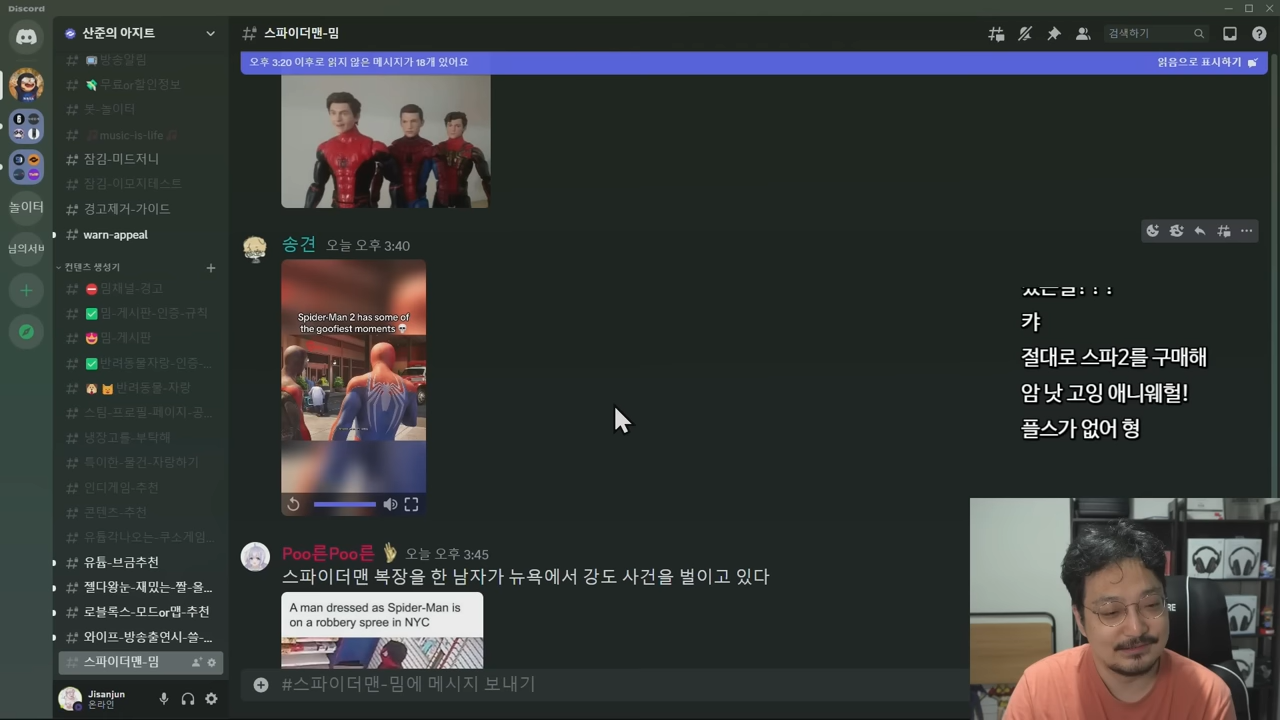 Discord
산준의 아지트
방송알림
무료or할인정보
봇-놀이터
music-is-life
잠김-미드저니
잠김-이모지테스트
경고제거-가이드
warn-appeal
컨텐츠 생성기
밈채널-경고
밈-게시판-인증-규칙
밈-게시판
반려동물자랑-인증-...
반려동물-자랑
스팀-프로필-페이지-공...
냉장고를-부탁해
특이한-물건-자랑하기
인디게임-추천
콘텐츠-추천
유튭각나오는-쿠소게임...
유튭-브금추천
젤다왕눈-재밌는-짤-올...
로블록스-모드or맵-추천
와이프-방송출연시-쓸-...
스파이더맨-밈
Jisanjun
온라인
놀이터
님의서버
스파이더맨-밈
검색하기
오후 3:20 이후로 읽지 않은 메시지가 18개 있어요
읽음으로 표시하기
송견 오늘 오후 3:40
Spider-Man 2 has some of
the goofiest moments 💀
Poo른Poo른 오늘 오후 3:45
스파이더맨 복장을 한 남자가 뉴욕에서 강도 사건을 벌이고 있다
A man dressed as Spider-Man is
on a robbery spree in NYC
#스파이더맨-밈에 메시지 보내기
캬
절대로 스파2를 구매해
암 낫 고잉 애니웨헐!
플스가 없어 형